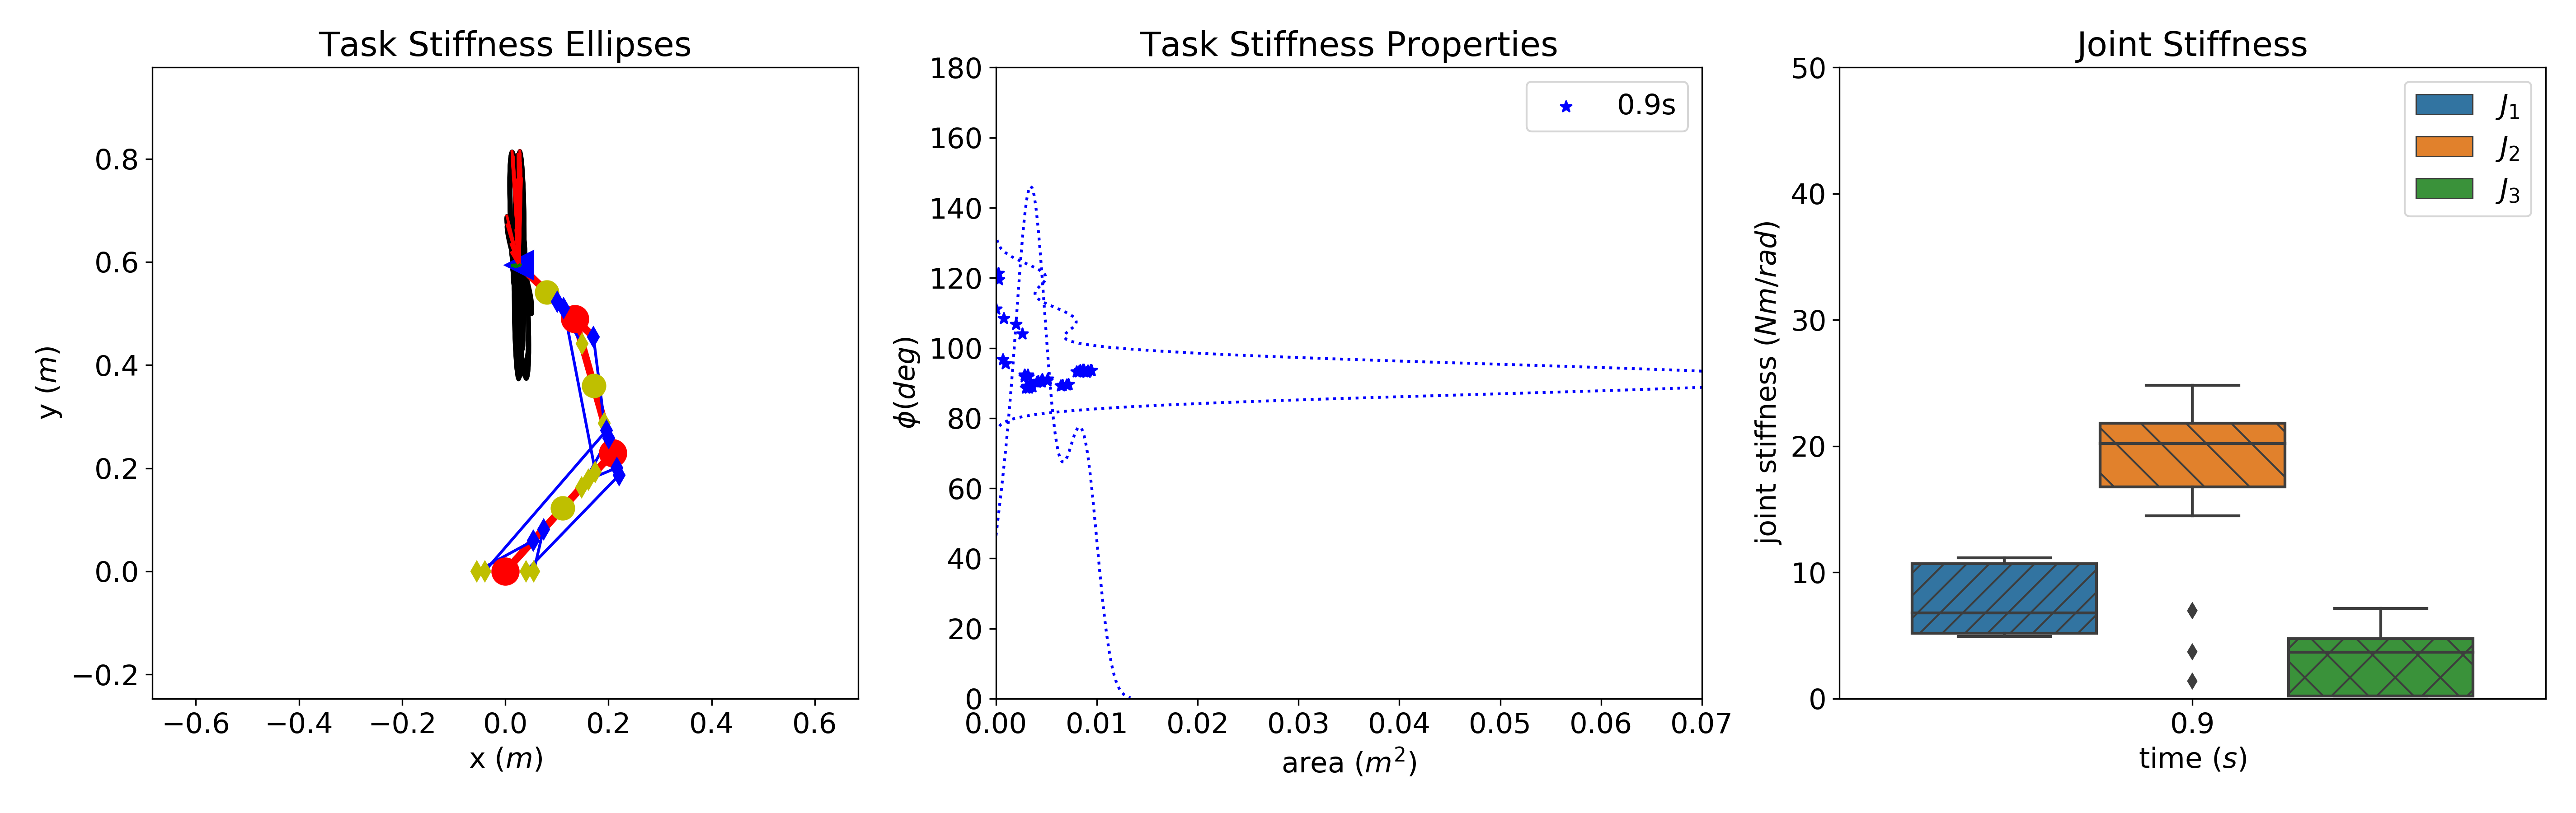 Task Stiffness Ellipses
0.8
0.6
0.4
0.2
0.0
−0.2
y (m)
−0.6 −0.4 −0.2 0.0 0.2 0.4 0.6
x (m)
Task Stiffness Properties
180
160
140
120
100
80
60
40
20
0
ϕ(deg)
0.9s
0.00 0.01 0.02 0.03 0.04 0.05 0.06 0.07
area (m²)
Joint Stiffness
50
40
30
20
10
0
joint stiffness (Nm/rad)
J₁
J₂
J₃
0.9
time (s)